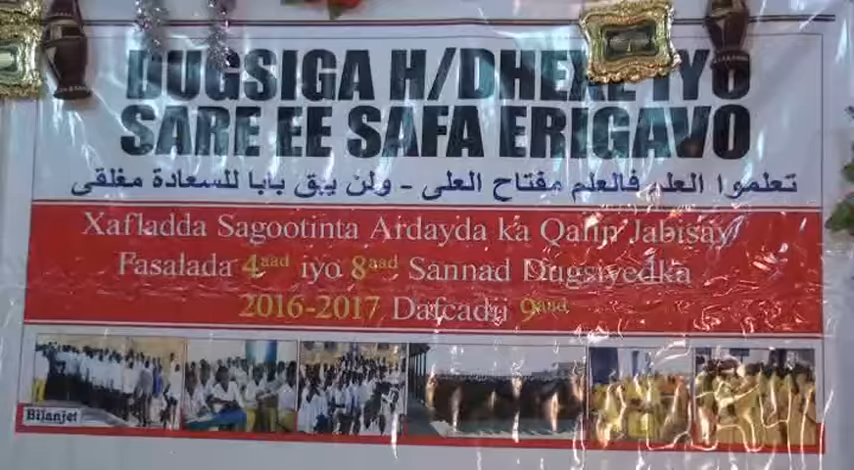 DUGSIGA H/DHEXE IYO
SARE EE SAFA ERIGAVO
تعلموا العلم فالعلم مفتاح العلى - ولن يبق بابا للسعادة مغلقى
Xafladda Sagootinta Ardayda ka Qalin Jabisay
Fasalada 4aad iyo 8aad Sannad Dugsiyedka
2016-2017 Dafcadii 9aad
Bilanjet